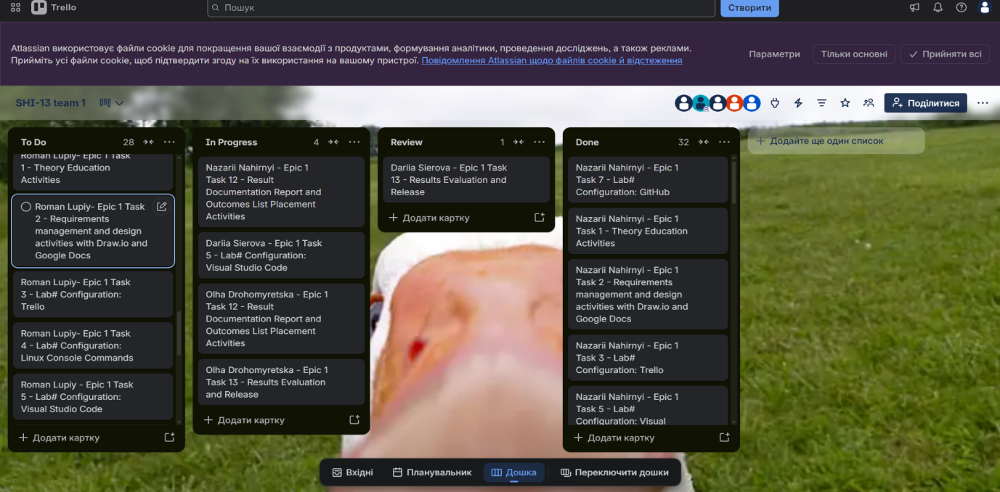 Trello
Пошук
Створити
Atlassian використовує файли cookie для покращення вашої взаємодії з продуктами, формування аналітики, проведення досліджень, а також реклами.
Прийміть усі файли cookie, щоб підтвердити згоду на їх використання на вашому пристрої. Повідомлення Atlassian щодо файлів cookie й відстеження
Параметри
Тільки основні
Прийняти всі
SHI-13 team 1
Поділитися
To Do 28
Roman Lupiy - Epic 1 Task
1 - Theory Education
Activities
Roman Lupiy- Epic 1 Task
2 - Requirements
management and design
activities with Draw.io and
Google Docs
Roman Lupiy- Epic 1 Task
3 - Lab# Configuration:
Trello
Roman Lupiy- Epic 1 Task
4 - Lab# Configuration:
Linux Console Commands
Roman Lupiy - Epic 1 Task
5 - Lab# Configuration:
Visual Studio Code
Додати картку
In Progress 4
Nazarii Nahirnyi - Epic 1
Task 12 - Result
Documentation Report and
Outcomes List Placement
Activities
Dariia Sierova - Epic 1 Task
5 - Lab# Configuration:
Visual Studio Code
Olha Drohomyretska - Epic 1
Task 12 - Result
Documentation Report and
Outcomes List Placement
Activities
Olha Drohomyretska - Epic 1
Task 13 - Results Evaluation
and Release
Додати картку
Review 1
Dariia Sierova - Epic 1 Task
13 - Results Evaluation and
Release
Додати картку
Done 32
Nazarii Nahirnyi - Epic 1
Task 7 - Lab#
Configuration: GitHub
Nazarii Nahirnyi - Epic 1
Task 1 - Theory Education
Activities
Nazarii Nahirnyi - Epic 1
Task 2 - Requirements
management and design
activities with Draw.io and
Google Docs
Nazarii Nahirnyi - Epic 1
Task 3 - Lab#
Configuration: Trello
Nazarii Nahirnyi - Epic 1
Task 5 - Lab#
Configuration: Visual
Додати картку
Додайте ще один список
Вхідні
Планувальник
Дошка
Переключити дошки